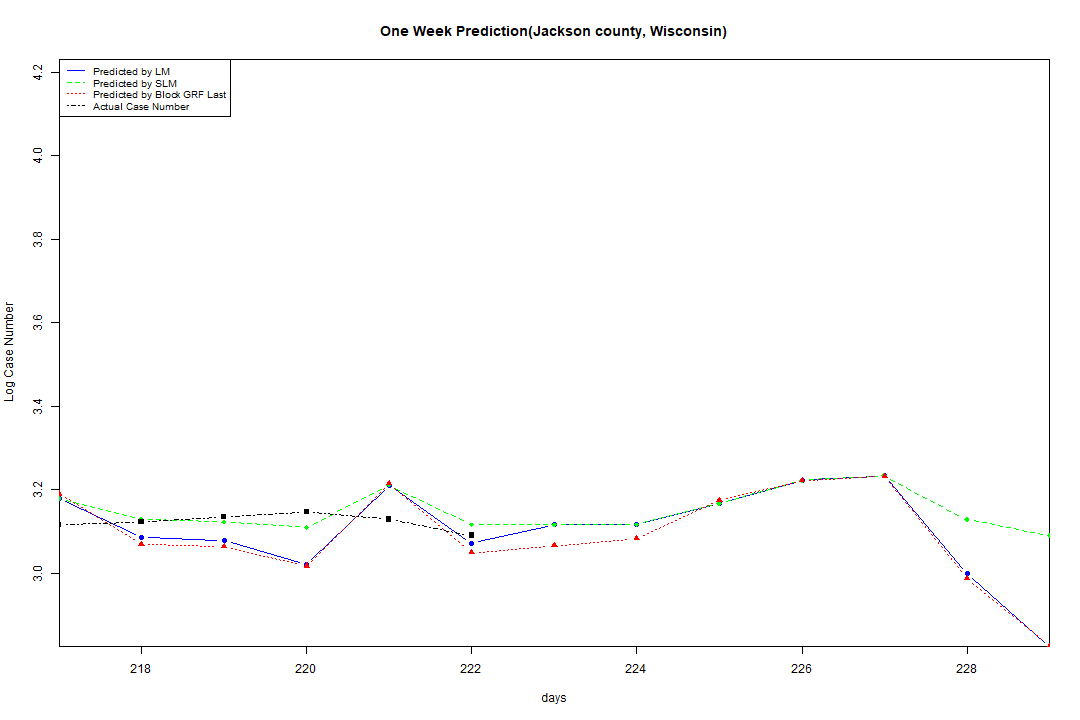 One Week Prediction(Jackson county, Wisconsin)
Predicted by LM
Predicted by SLM
Predicted by Block GRF Last
Actual Case Number
4.2
4.0
3.8
3.6
3.4
3.2
3.0
Log Case Number
218 220 222 224 226 228
days